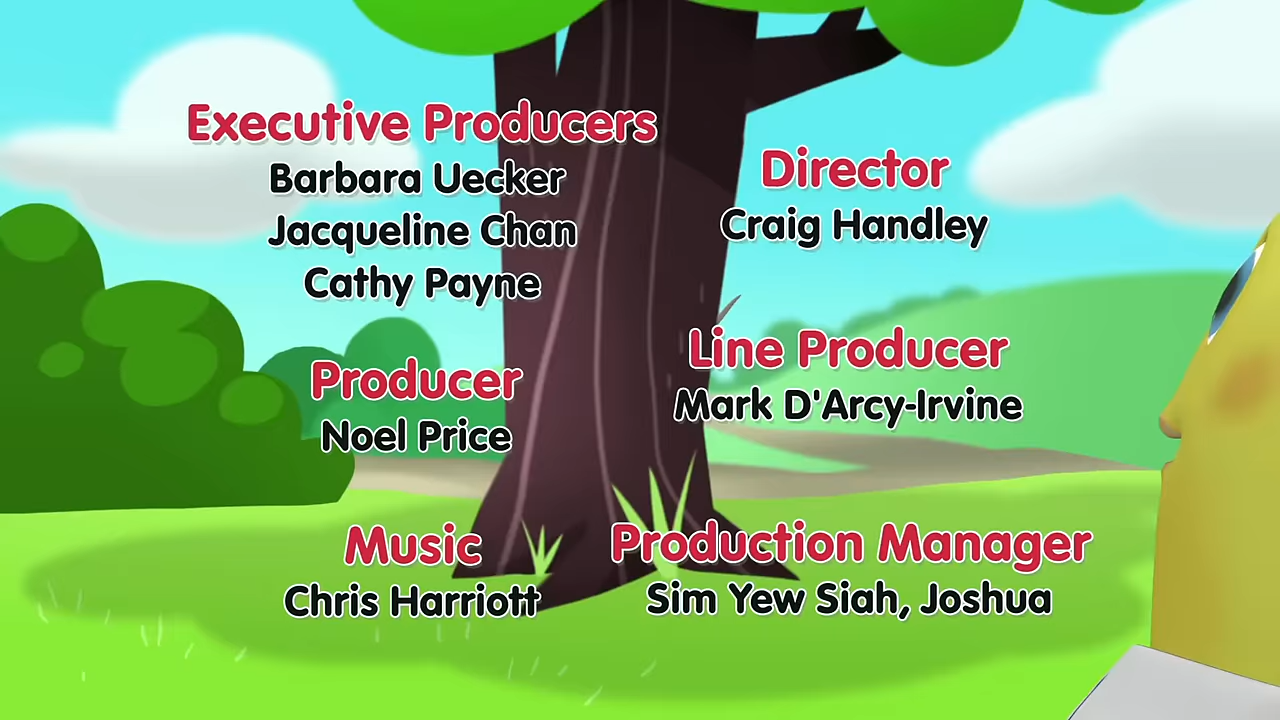 Executive Producers
Barbara Uecker
Jacqueline Chan
Cathy Payne
Producer
Noel Price
Music
Chris Harriott
Director
Craig Handley
Line Producer
Mark D'Arcy-Irvine
Production Manager
Sim Yew Siah, Joshua